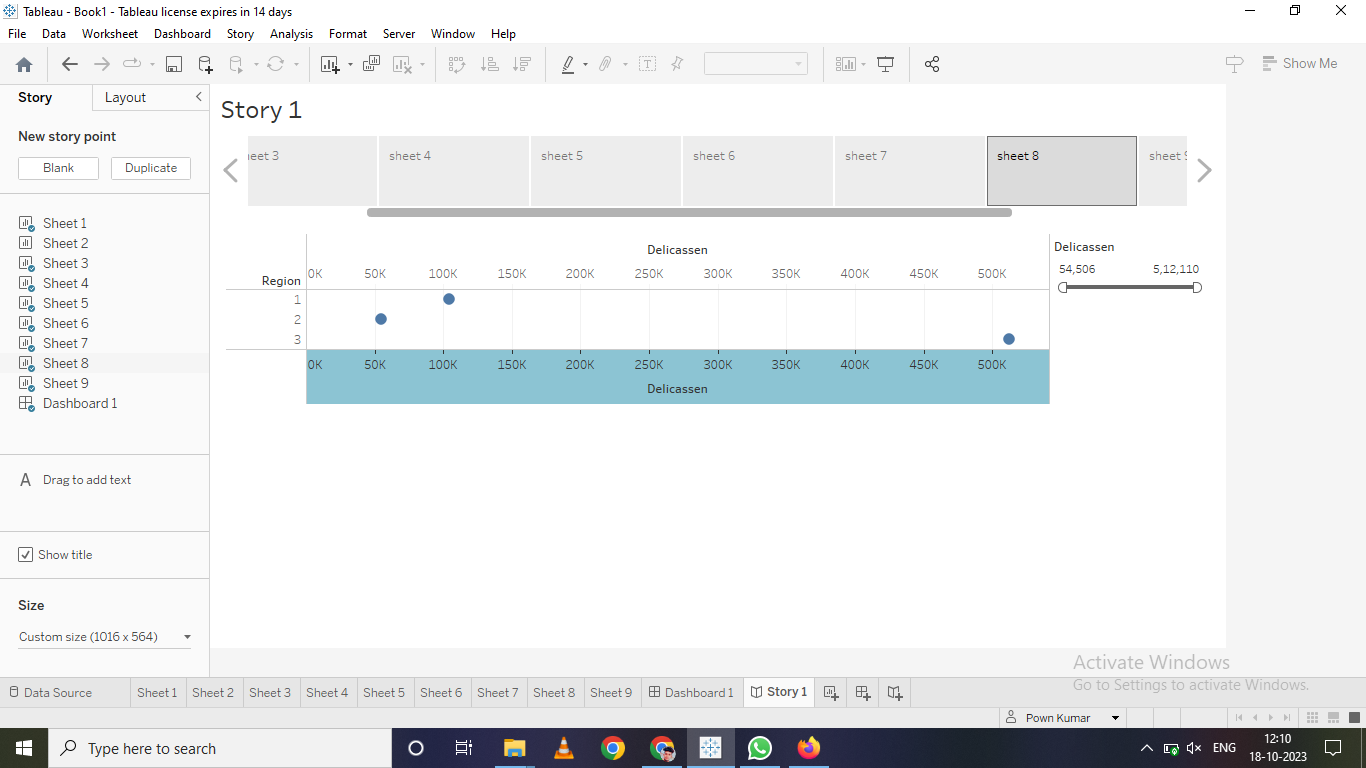 Tableau - Book1 - Tableau license expires in 14 days
File Data Worksheet Dashboard Story Analysis Format Server Window Help
Show Me
Story Layout
New story point
Blank Duplicate
Sheet 1
Sheet 2
Sheet 3
Sheet 4
Sheet 5
Sheet 6
Sheet 7
Sheet 8
Sheet 9
Dashboard 1
A Drag to add text
Show title
Size
Custom size (1016 x 564)
Story 1
eet 3 sheet 4 sheet 5 sheet 6 sheet 7 sheet 8 sheet
Delicassen
0K 50K 100K 150K 200K 250K 300K 350K 400K 450K 500K
Region
1
2
3
0K 50K 100K 150K 200K 250K 300K 350K 400K 450K 500K
Delicassen
Delicassen
54,506 5,12,110
Activate Windows
Go to Settings to activate Windows.
Data Source Sheet 1 Sheet 2 Sheet 3 Sheet 4 Sheet 5 Sheet 6 Sheet 7 Sheet 8 Sheet 9 Dashboard 1 Story 1
Pown Kumar
Type here to search
ENG
12:10
18-10-2023